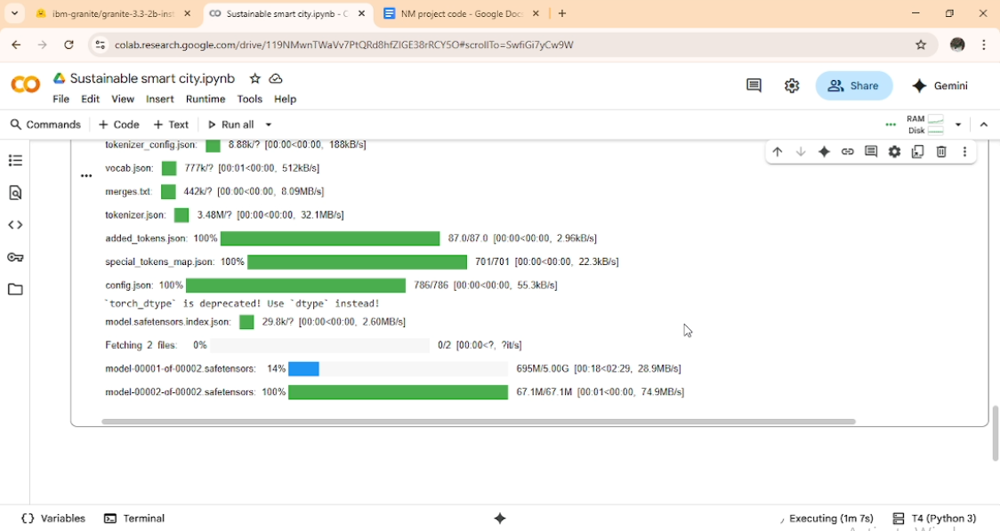 ibm-granite/granite-3.3-2b-inst
Sustainable smart city.ipynb - C
NM project code - Google Doc
colab.research.google.com/drive/119NMwnTWaVv7PtQRd8hfZIGE38rRCY5O#scrollTo=SwfiGi7yCw9W
CO
Sustainable smart city.ipynb
File Edit View Insert Runtime Tools Help
Share
Gemini
Commands + Code + Text Run all
RAM
Disk
tokenizer_config.json: 8.88k/? [00:00<00:00, 188kB/s]
vocab.json: 777k/? [00:01<00:00, 512kB/s]
merges.txt: 442k/? [00:00<00:00, 8.09MB/s]
tokenizer.json: 3.48M/? [00:00<00:00, 32.1MB/s]
added_tokens.json: 100% 87.0/87.0 [00:00<00:00, 2.96kB/s]
special_tokens_map.json: 100% 701/701 [00:00<00:00, 22.3kB/s]
config.json: 100% 786/786 [00:00<00:00, 55.3kB/s]
`torch_dtype` is deprecated! Use `dtype` instead!
model.safetensors.index.json: 29.8k/? [00:00<00:00, 2.60MB/s]
Fetching 2 files: 0% 0/2 [00:00<?, ?it/s]
model-00001-of-00002.safetensors: 14% 695M/5.00G [00:18<02:29, 28.9MB/s]
model-00002-of-00002.safetensors: 100% 67.1M/67.1M [00:01<00:00, 74.9MB/s]
{} Variables Terminal
Executing (1m 7s) T4 (Python 3)